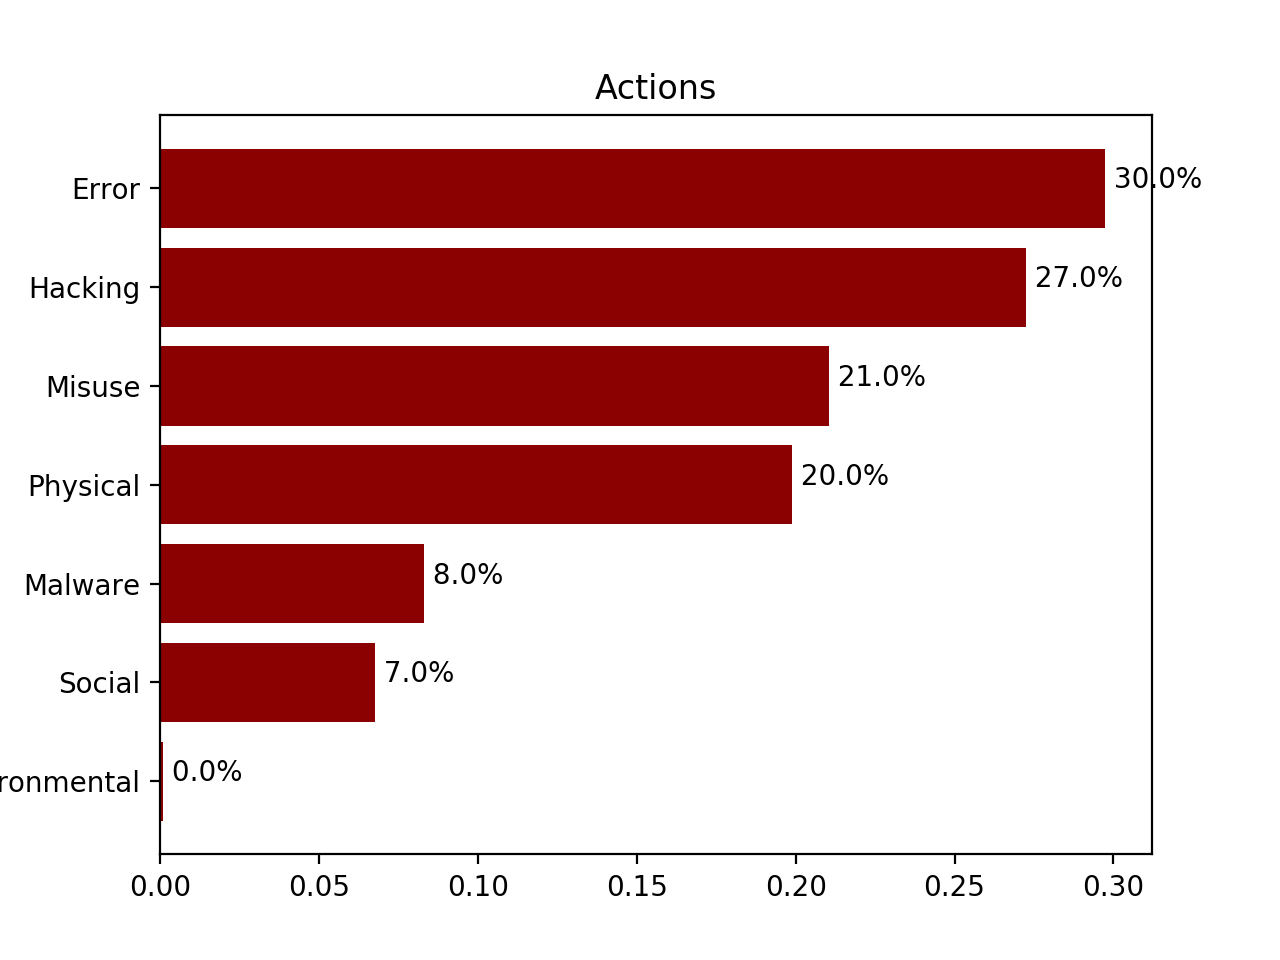 Actions
Error 30.0%
Hacking 27.0%
Misuse 21.0%
Physical 20.0%
Malware 8.0%
Social 7.0%
ronmental 0.0%
0.00 0.05 0.10 0.15 0.20 0.25 0.30